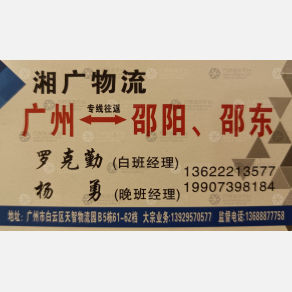 湘广物流
广州 专线往返 邵阳、邵东
罗克勤 (白班经理) 13622213577
杨 勇 (晚班经理) 19907398184
地址: 广州市白云区天智物流园B5栋61-62档 大宗业务:13929570577 监督电话:13688877758